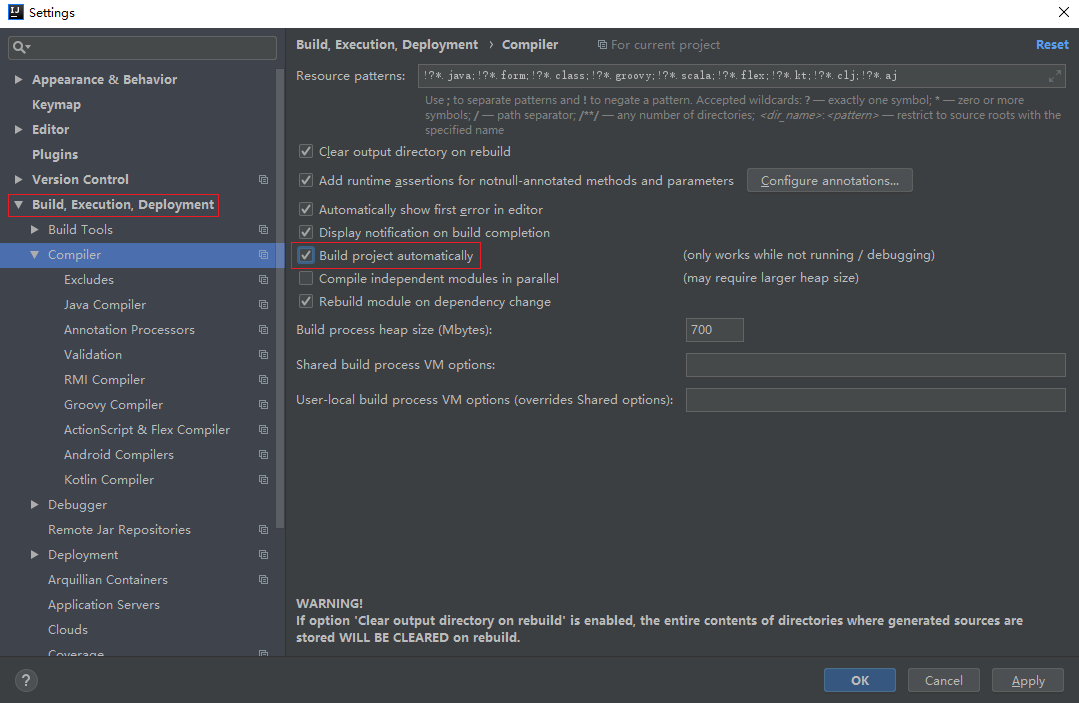 Settings
Appearance & Behavior
Keymap
Editor
Plugins
Version Control
Build, Execution, Deployment
Build Tools
Compiler
Excludes
Java Compiler
Annotation Processors
Validation
RMI Compiler
Groovy Compiler
ActionScript & Flex Compiler
Android Compilers
Kotlin Compiler
Debugger
Remote Jar Repositories
Deployment
Arquillian Containers
Application Servers
Clouds
Coverage
Build, Execution, Deployment › Compiler For current project Reset
Resource patterns: !?*.java;!?*.form;!?*.class;!?*.groovy;!?*.scala;!?*.flex;!?*.kt;!?*.clj;!?*.aj
Use ; to separate patterns and ! to negate a pattern. Accepted wildcards: ? — exactly one symbol; * — zero or more
symbols; / — path separator; /**/ — any number of directories; <dir_name>:<pattern> — restrict to source roots with the
specified name
Clear output directory on rebuild
Add runtime assertions for notnull-annotated methods and parameters Configure annotations...
Automatically show first error in editor
Display notification on build completion
Build project automatically (only works while not running / debugging)
Compile independent modules in parallel (may require larger heap size)
Rebuild module on dependency change
Build process heap size (Mbytes): 700
Shared build process VM options:
User-local build process VM options (overrides Shared options):
WARNING!
If option 'Clear output directory on rebuild' is enabled, the entire contents of directories where generated sources are
stored WILL BE CLEARED on rebuild.
? OK Cancel Apply